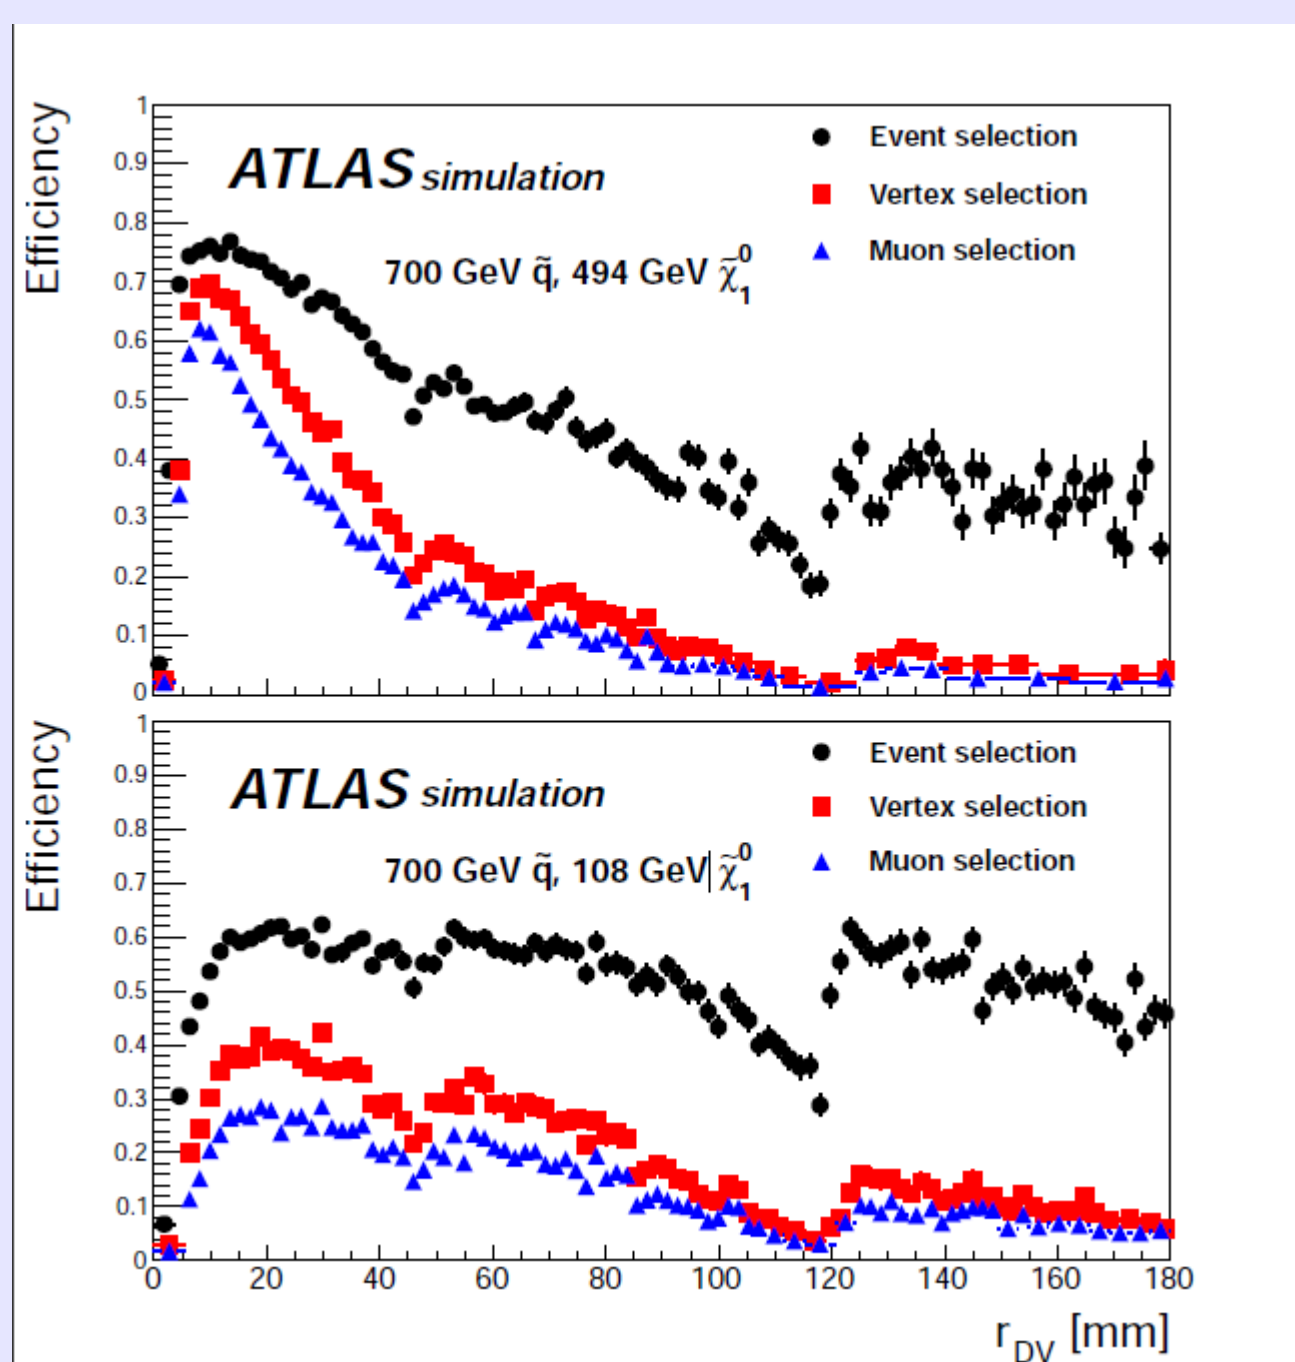 Efficiency
1
0.9
0.8
0.7
0.6
0.5
0.4
0.3
0.2
0.1
0
ATLAS simulation
700 GeV q̃, 494 GeV χ̃⁰₁
Event selection
Vertex selection
Muon selection
Efficiency
1
0.9
0.8
0.7
0.6
0.5
0.4
0.3
0.2
0.1
0
ATLAS simulation
700 GeV q̃, 108 GeV χ̃⁰₁
Event selection
Vertex selection
Muon selection
0 20 40 60 80 100 120 140 160 180
r_DV [mm]